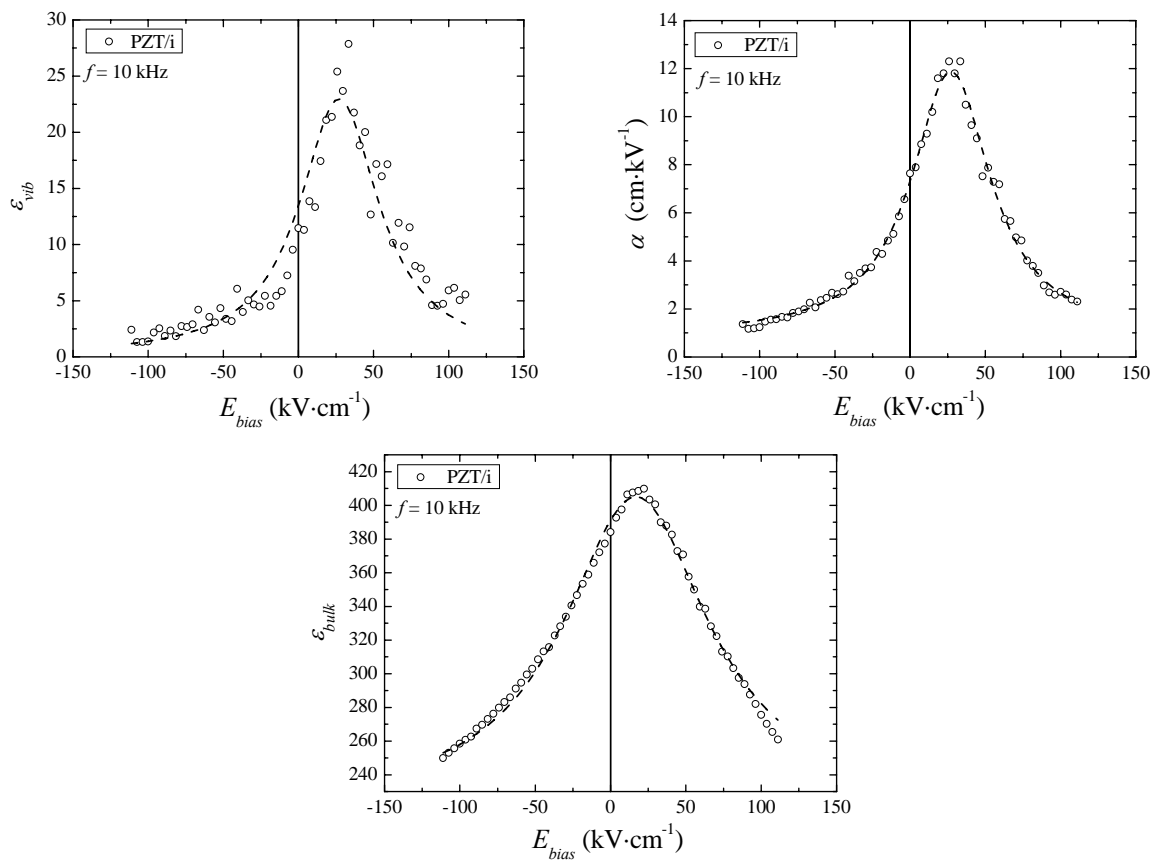 30
25
20
15
10
5
0
-150 -100 -50 0 50 100 150
ε_vib
E_bias (kV·cm⁻¹)
PZT/i
f = 10 kHz
14
12
10
8
6
4
2
0
-150 -100 -50 0 50 100 150
α (cm·kV⁻¹)
E_bias (kV·cm⁻¹)
PZT/i
f = 10 kHz
420
400
380
360
340
320
300
280
260
240
-150 -100 -50 0 50 100 150
ε_bulk
E_bias (kV·cm⁻¹)
PZT/i
f = 10 kHz